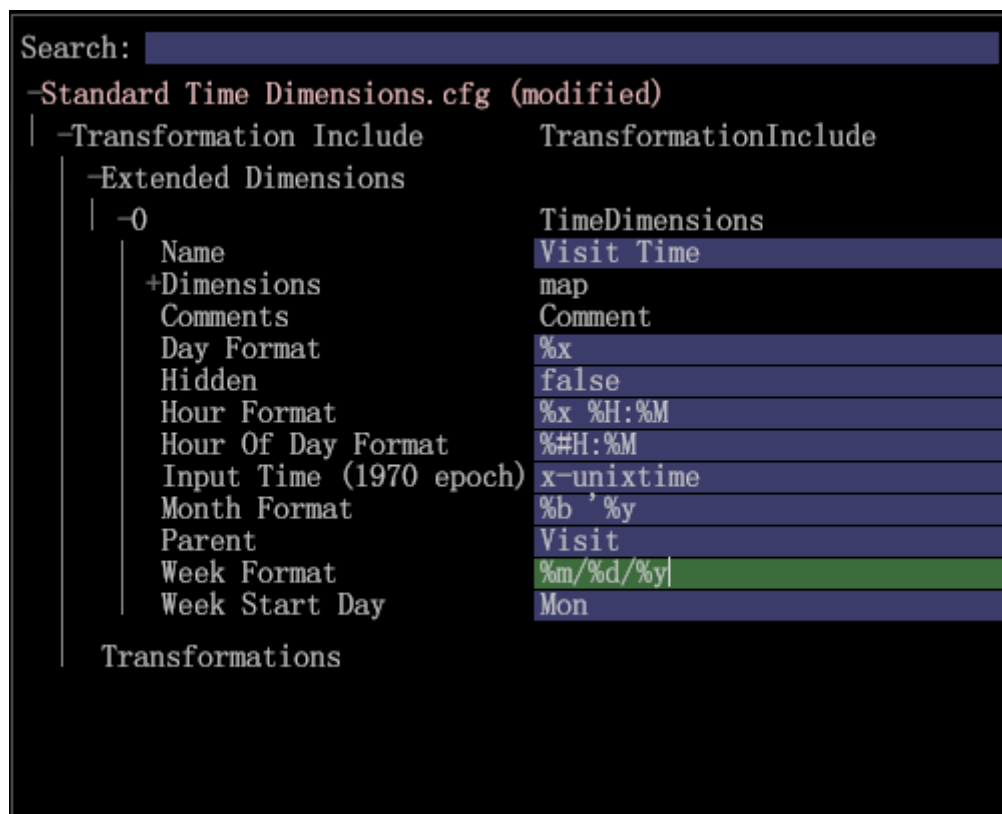 Search:
-Standard Time Dimensions.cfg (modified)
-Transformation Include TransformationInclude
-Extended Dimensions
-0 TimeDimensions
Name Visit Time
+Dimensions map
Comments Comment
Day Format %x
Hidden false
Hour Format %x %H:%M
Hour Of Day Format %#H:%M
Input Time (1970 epoch) x-unixtime
Month Format %b '%y
Parent Visit
Week Format %m/%d/%y
Week Start Day Mon
Transformations